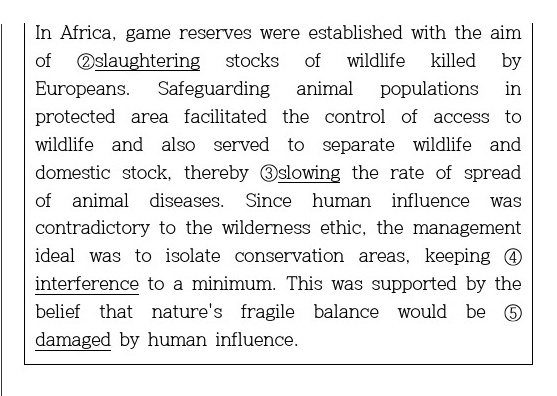 In Africa, game reserves were established with the aim
of ②slaughtering stocks of wildlife killed by
Europeans. Safeguarding animal populations in
protected area facilitated the control of access to
wildlife and also served to separate wildlife and
domestic stock, thereby ③slowing the rate of spread
of animal diseases. Since human influence was
contradictory to the wilderness ethic, the management
ideal was to isolate conservation areas, keeping ④
interference to a minimum. This was supported by the
belief that nature's fragile balance would be ⑤
damaged by human influence.